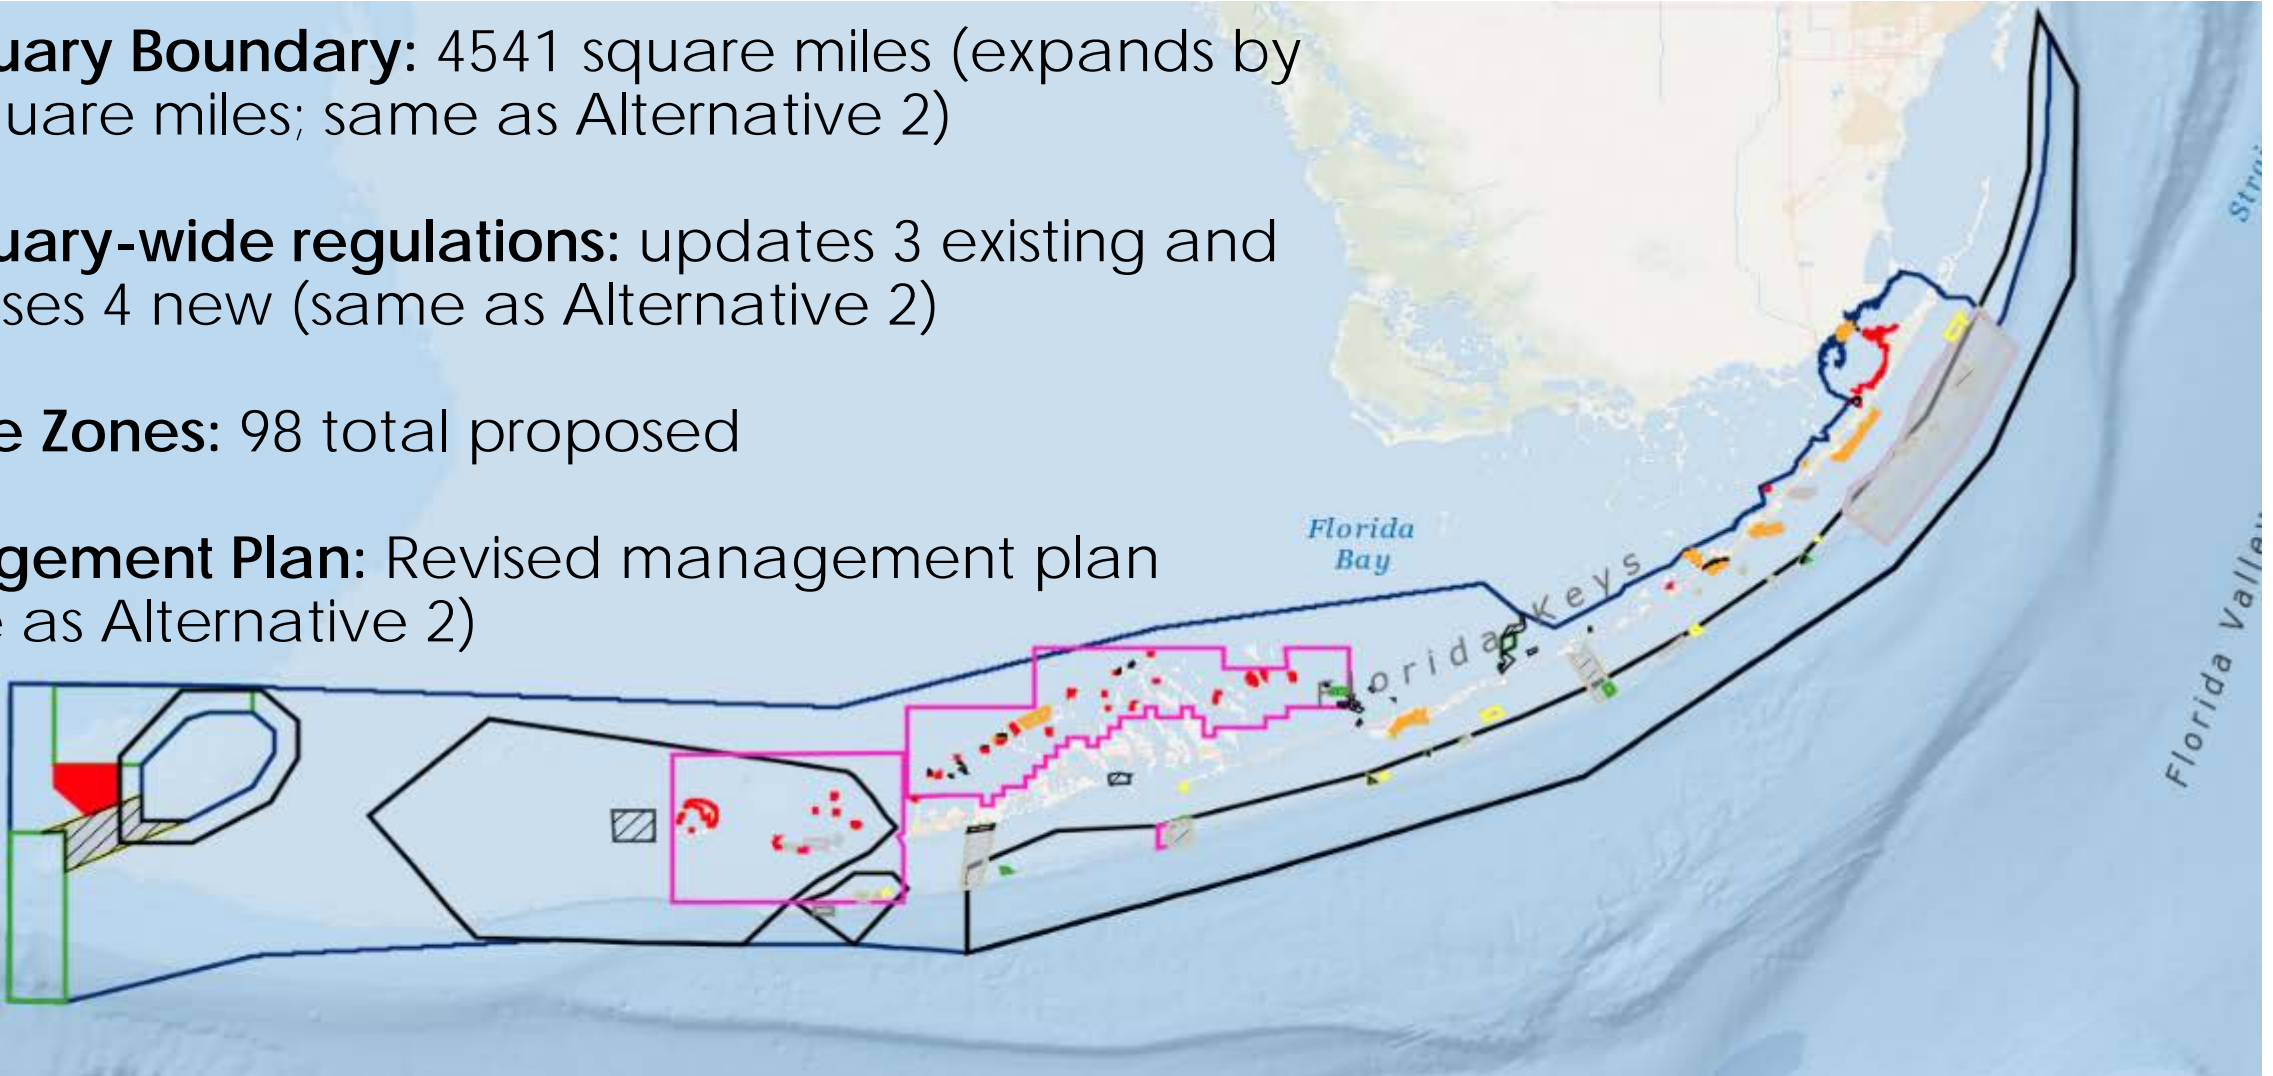 uary Boundary: 4541 square miles (expands by
uare miles; same as Alternative 2)
uary-wide regulations: updates 3 existing and
ses 4 new (same as Alternative 2)
e Zones: 98 total proposed
gement Plan: Revised management plan
e as Alternative 2)
Florida
Bay
orida Keys
Strai
Florida Valley